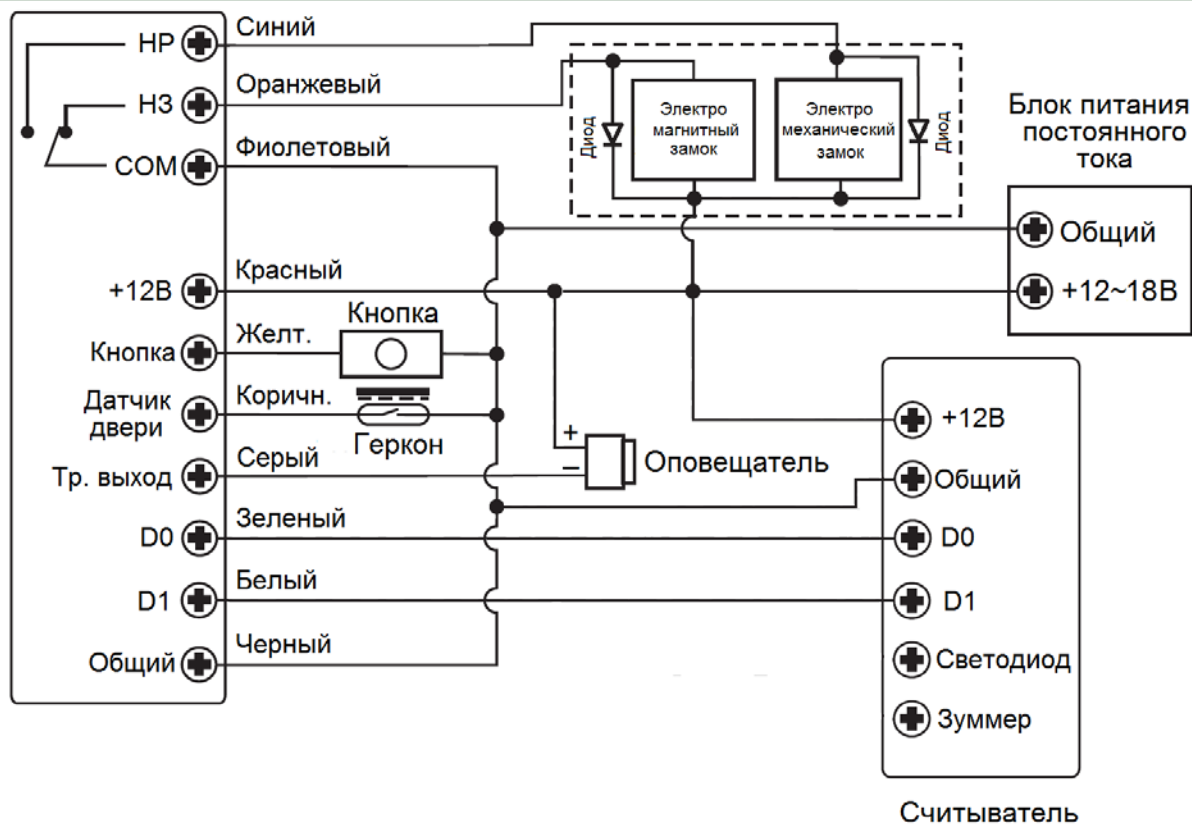 НР
Синий
НЗ
Оранжевый
COM
Фиолетовый
+12В
Красный
Кнопка
Желт.
Кнопка
Датчик
двери
Коричн.
Геркон
Тр. выход
Серый
D0
Зеленый
D1
Белый
Общий
Черный
Диод
Электро
магнитный
замок
Электро
механический
замок
Диод
+
–
Оповещатель
Блок питания
постоянного
тока
Общий
+12~18В
+12В
Общий
D0
D1
Светодиод
Зуммер
Считыватель